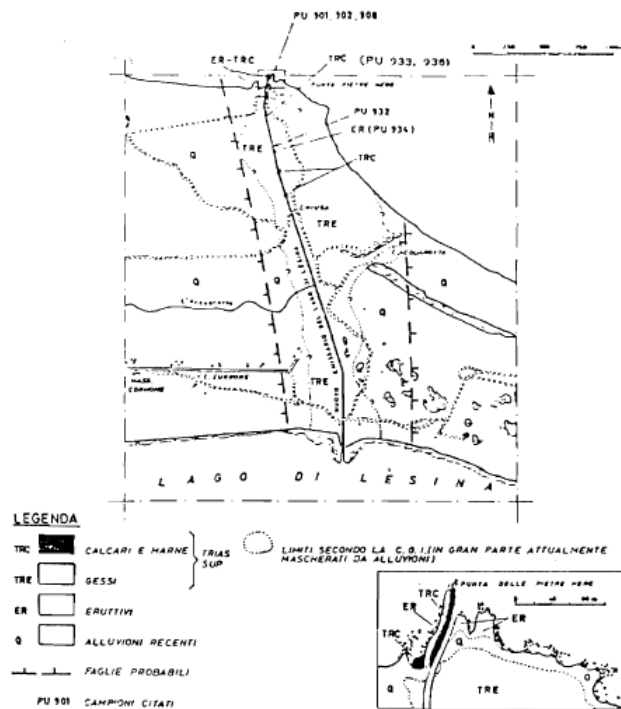 PU 901, 902, 908
ER-TRC
TRC (PU 933, 936)
PUNTA PIETRE NERE
PU 932
TRE
ER (PU 934)
Q
TRC
CHIUSA
TRE
Q
Q
Q
Q
TRE
Q
Q
Q
LAGO DI LESINA
LEGENDA
TRC CALCARI E MARNE
TRE GESSI
TRIAS SUP
ER ERUTTIVI
Q ALLUVIONI RECENTI
FAGLIE PROBABILI
PU 901 CAMPIONI CITATI
LIMITI SECONDO LA C.G.I. (IN GRAN PARTE ATTUALMENTE
MASCHERATI DA ALLUVIONI)
PUNTA DELLE PIETRE NERE
TRC
ER
ER
TRC
Q
Q
Q
TRE